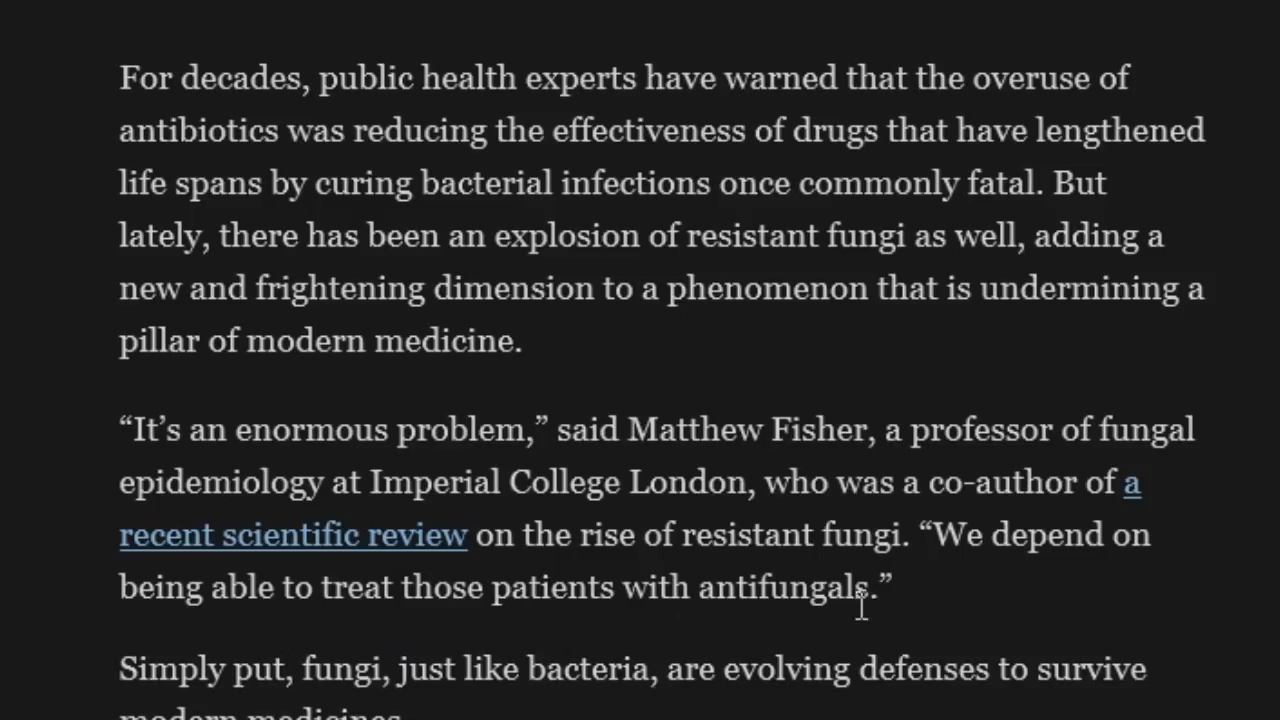 For decades, public health experts have warned that the overuse of
antibiotics was reducing the effectiveness of drugs that have lengthened
life spans by curing bacterial infections once commonly fatal. But
lately, there has been an explosion of resistant fungi as well, adding a
new and frightening dimension to a phenomenon that is undermining a
pillar of modern medicine.
“It’s an enormous problem,” said Matthew Fisher, a professor of fungal
epidemiology at Imperial College London, who was a co-author of a
recent scientific review on the rise of resistant fungi. “We depend on
being able to treat those patients with antifungals.”
Simply put, fungi, just like bacteria, are evolving defenses to survive
modern medicines.